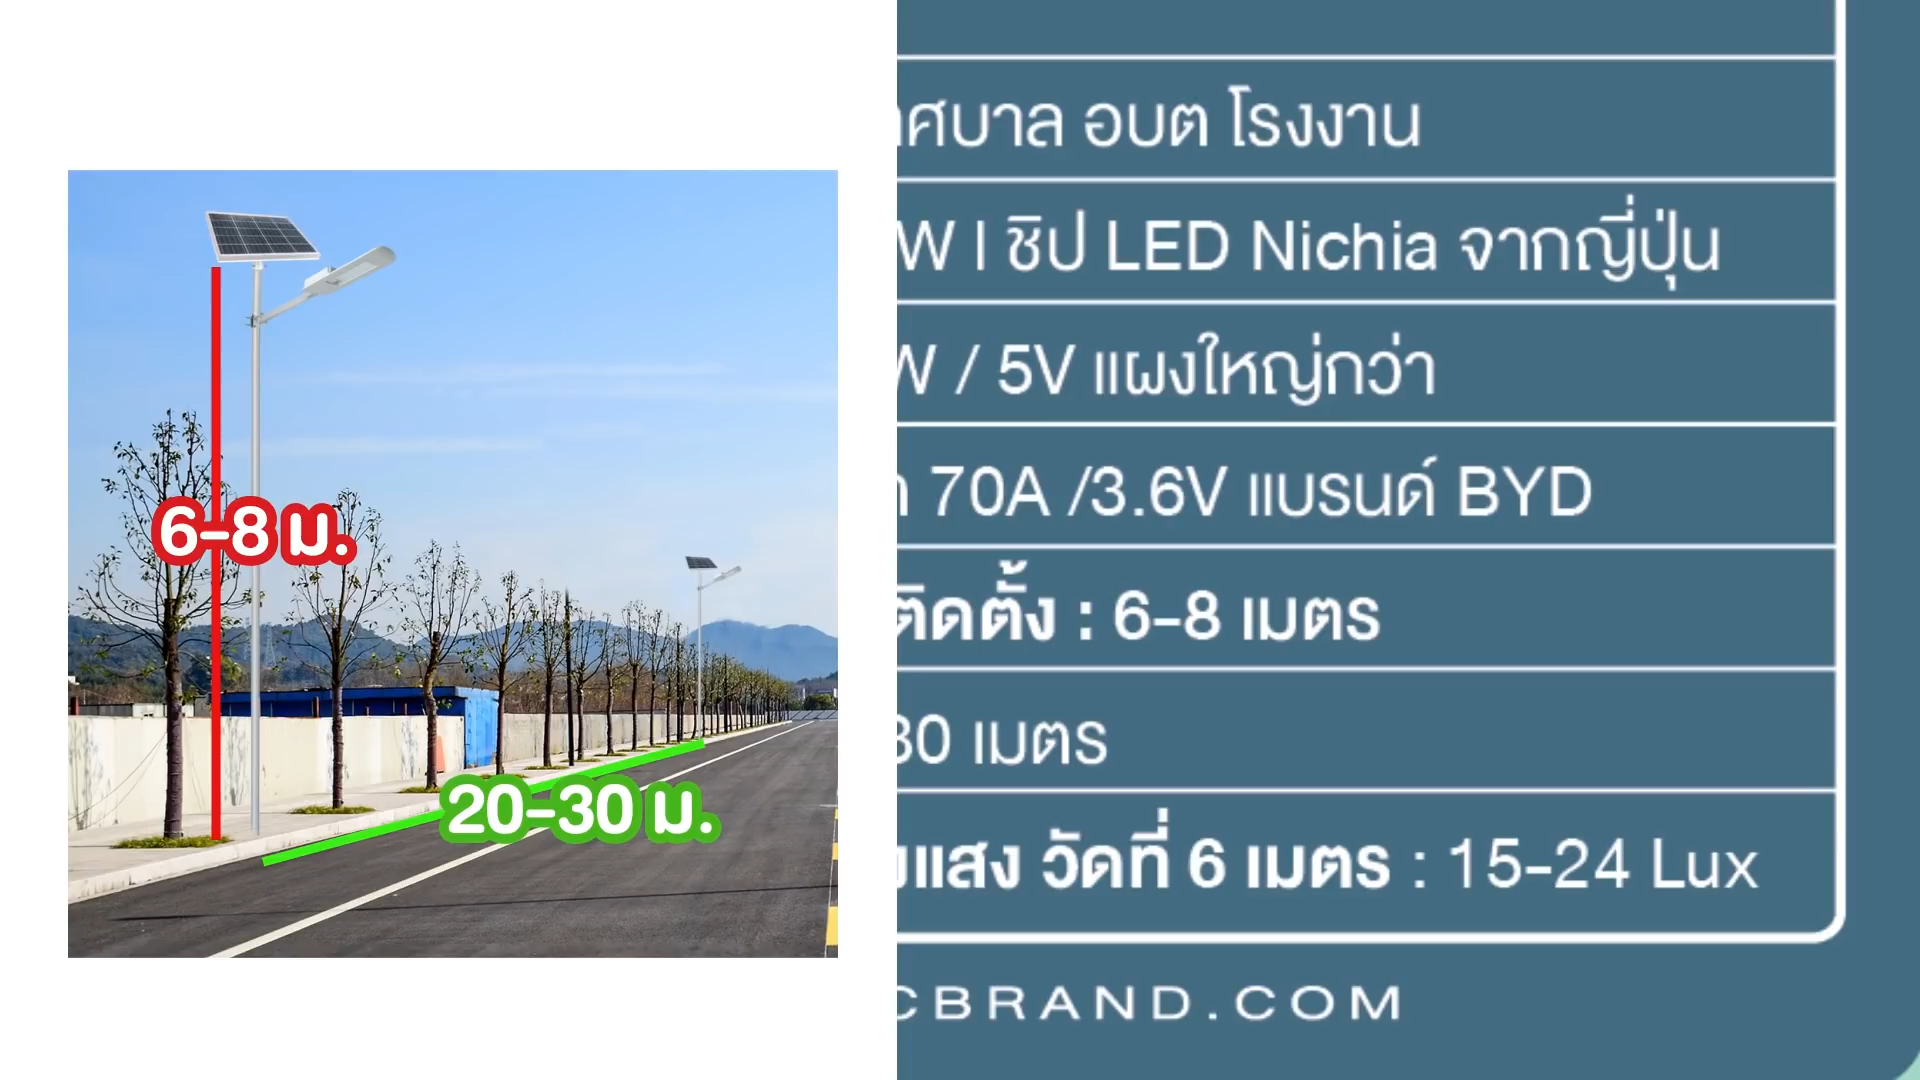 6-8 ม.
20-30 ม.
ศบาล อบต โรงงาน
W | ชิป LED Nichia จากญี่ปุ่น
W / 5V แผงใหญ่กว่า
70A /3.6V แบรนด์ BYD
ติดตั้ง : 6-8 เมตร
30 เมตร
แสง วัดที่ 6 เมตร : 15-24 Lux
CBRAND.COM